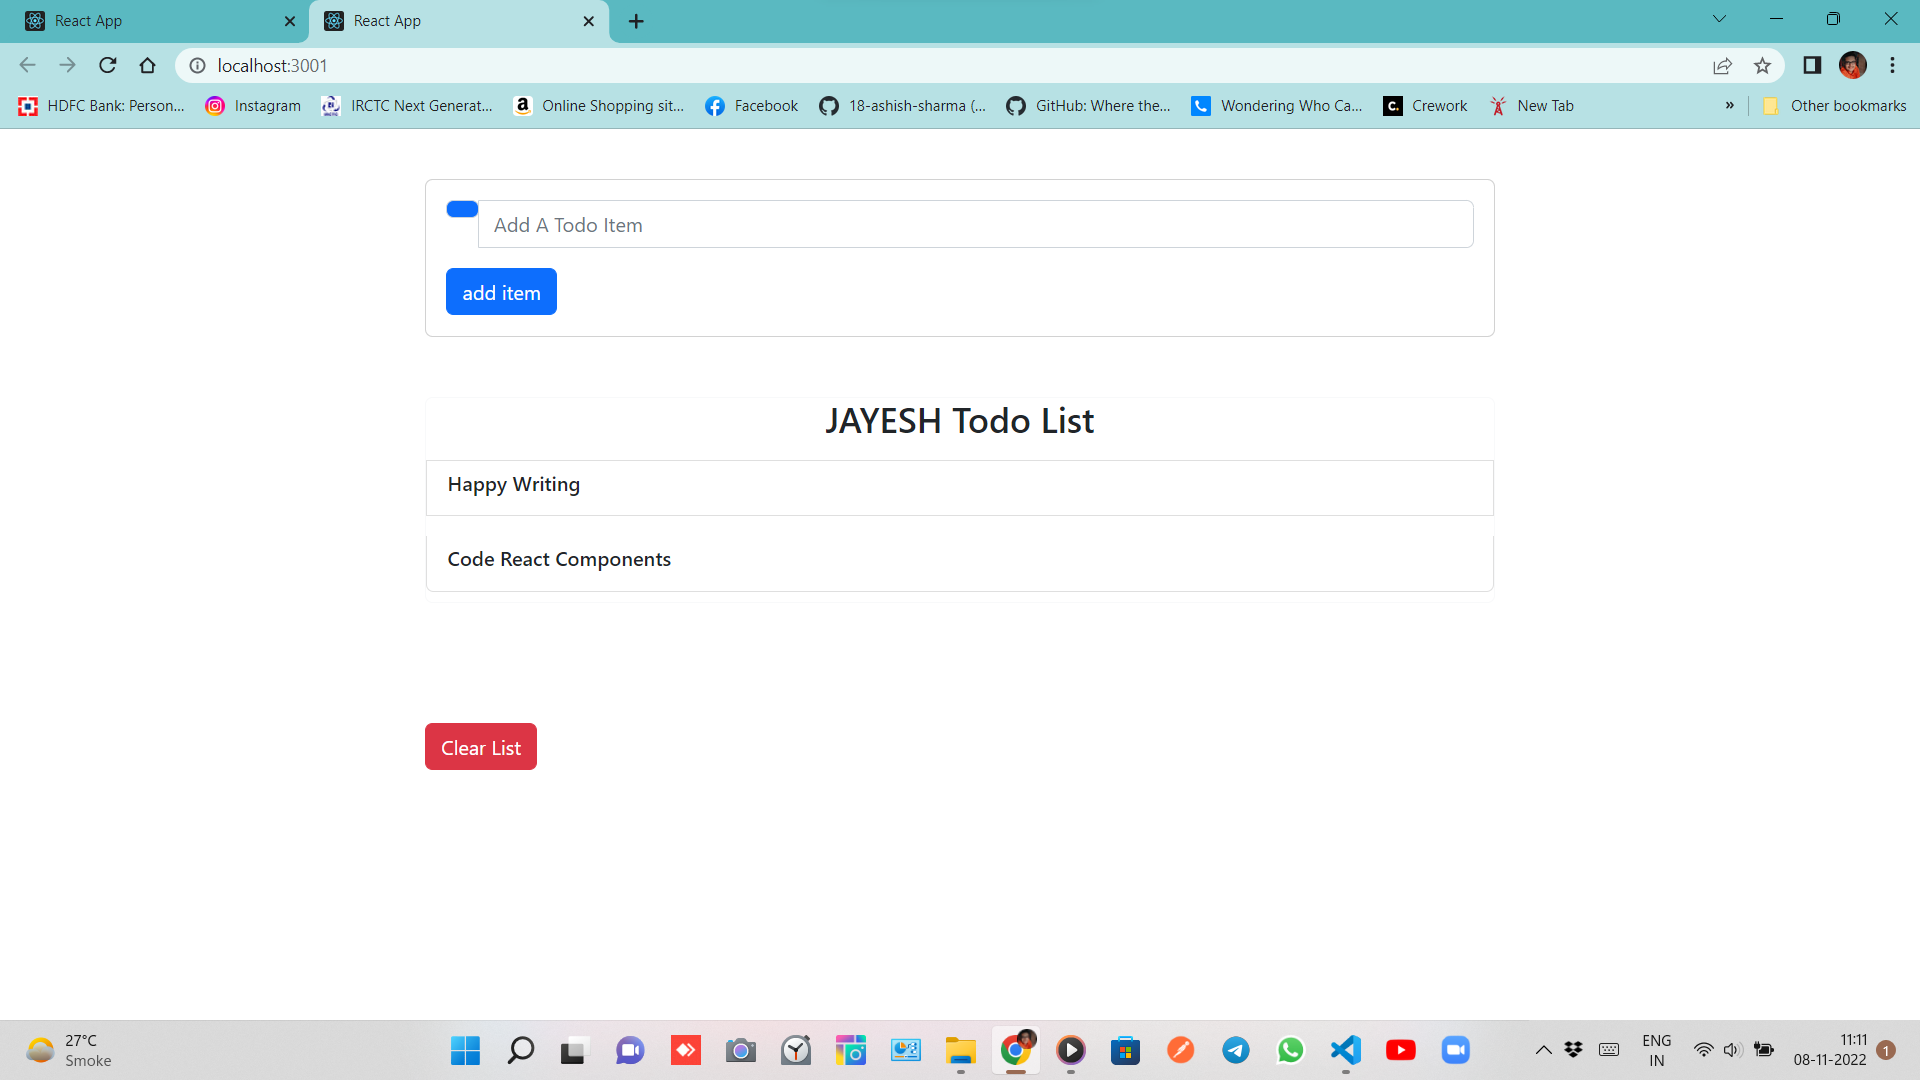 React App
React App
localhost:3001
HDFC Bank: Person...
Instagram
IRCTC Next Generat...
Online Shopping sit...
Facebook
18-ashish-sharma (...
GitHub: Where the...
Wondering Who Ca...
Crework
New Tab
»
Other bookmarks
Add A Todo Item
add item
JAYESH Todo List
Happy Writing
Code React Components
Clear List
27°C
Smoke
ENG
IN
11:11
08-11-2022
1